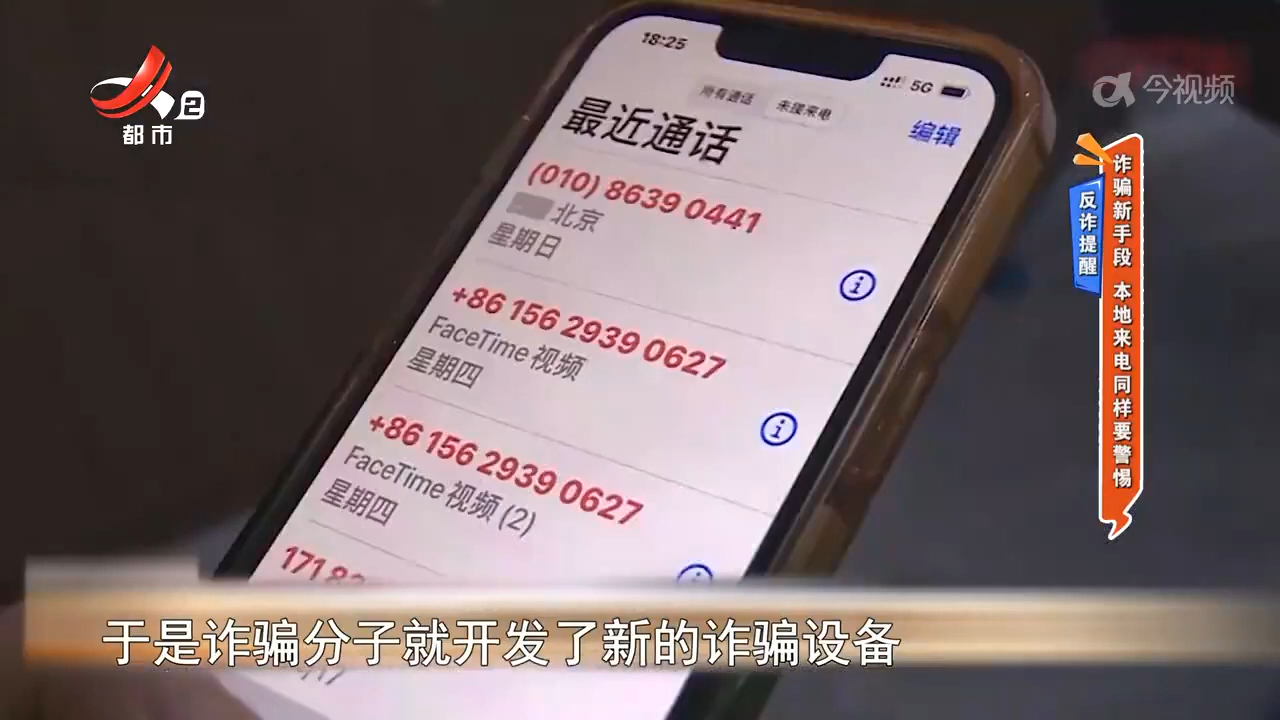 18:25
5G
所有通话 未接来电
编辑
最近通话
(010) 8639 0441
北京
星期日
+86 156 2939 0627
FaceTime 视频
星期四
+86 156 2939 0627
FaceTime 视频 (2)
星期四
171 82
都市
2
今视频
诈骗新手段 本地来电同样要警惕
反诈提醒
于是诈骗分子就开发了新的诈骗设备